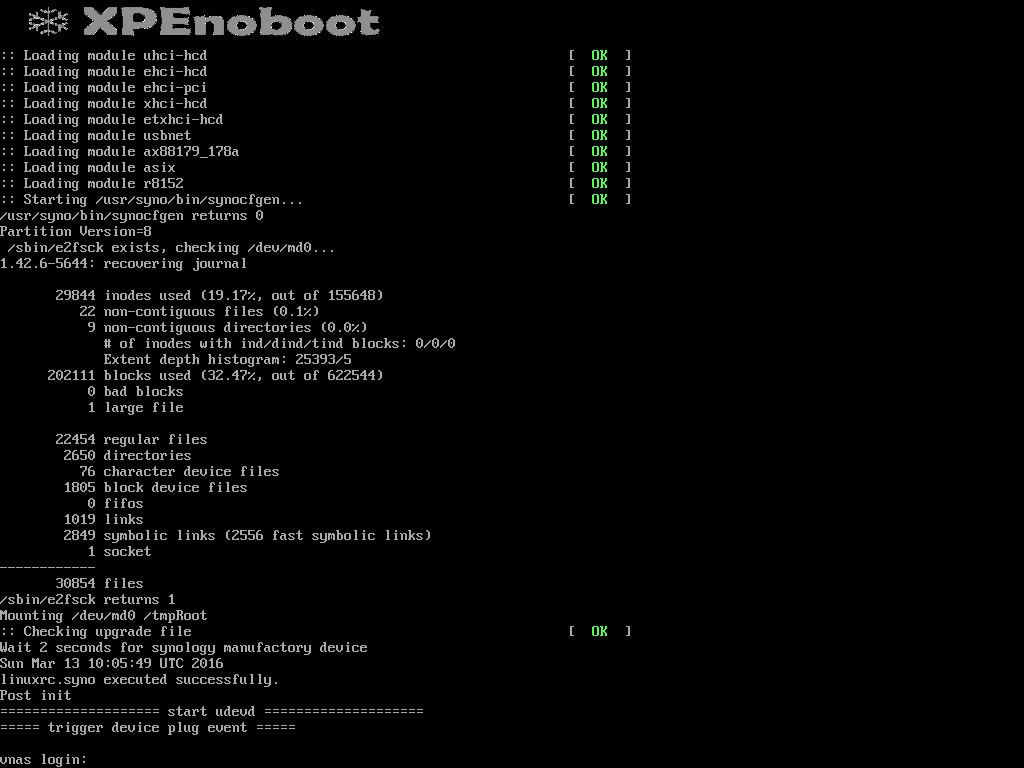 XPEnoboot
:: Loading module uhci-hcd [ OK ]
:: Loading module ehci-hcd [ OK ]
:: Loading module ehci-pci [ OK ]
:: Loading module xhci-hcd [ OK ]
:: Loading module etxhci-hcd [ OK ]
:: Loading module usbnet [ OK ]
:: Loading module ax88179_178a [ OK ]
:: Loading module asix [ OK ]
:: Loading module r8152 [ OK ]
:: Starting /usr/syno/bin/synocfgen... [ OK ]
/usr/syno/bin/synocfgen returns 0
Partition Version=8
/sbin/e2fsck exists, checking /dev/md0...
1.42.6-5644: recovering journal
29844 inodes used (19.17%, out of 155648)
22 non-contiguous files (0.1%)
9 non-contiguous directories (0.0%)
# of inodes with ind/dind/tind blocks: 0/0/0
Extent depth histogram: 25393/5
202111 blocks used (32.47%, out of 622544)
0 bad blocks
1 large file
22454 regular files
2650 directories
76 character device files
1805 block device files
0 fifos
1019 links
2849 symbolic links (2556 fast symbolic links)
1 socket
------------
30854 files
/sbin/e2fsck returns 1
Mounting /dev/md0 /tmpRoot
:: Checking upgrade file [ OK ]
Wait 2 seconds for synology manufactory device
Sun Mar 13 10:05:49 UTC 2016
linuxrc.syno executed successfully.
Post init
==================== start udevd ====================
===== trigger device plug event =====
vnas login: